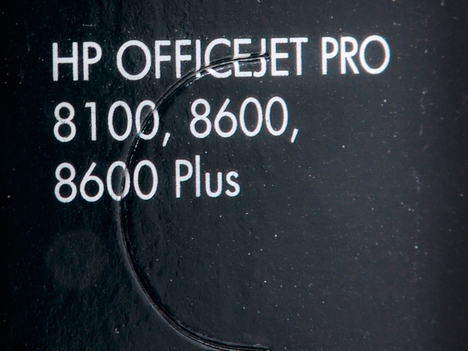 HP OFFICEJET PRO
8100, 8600,
8600 Plus